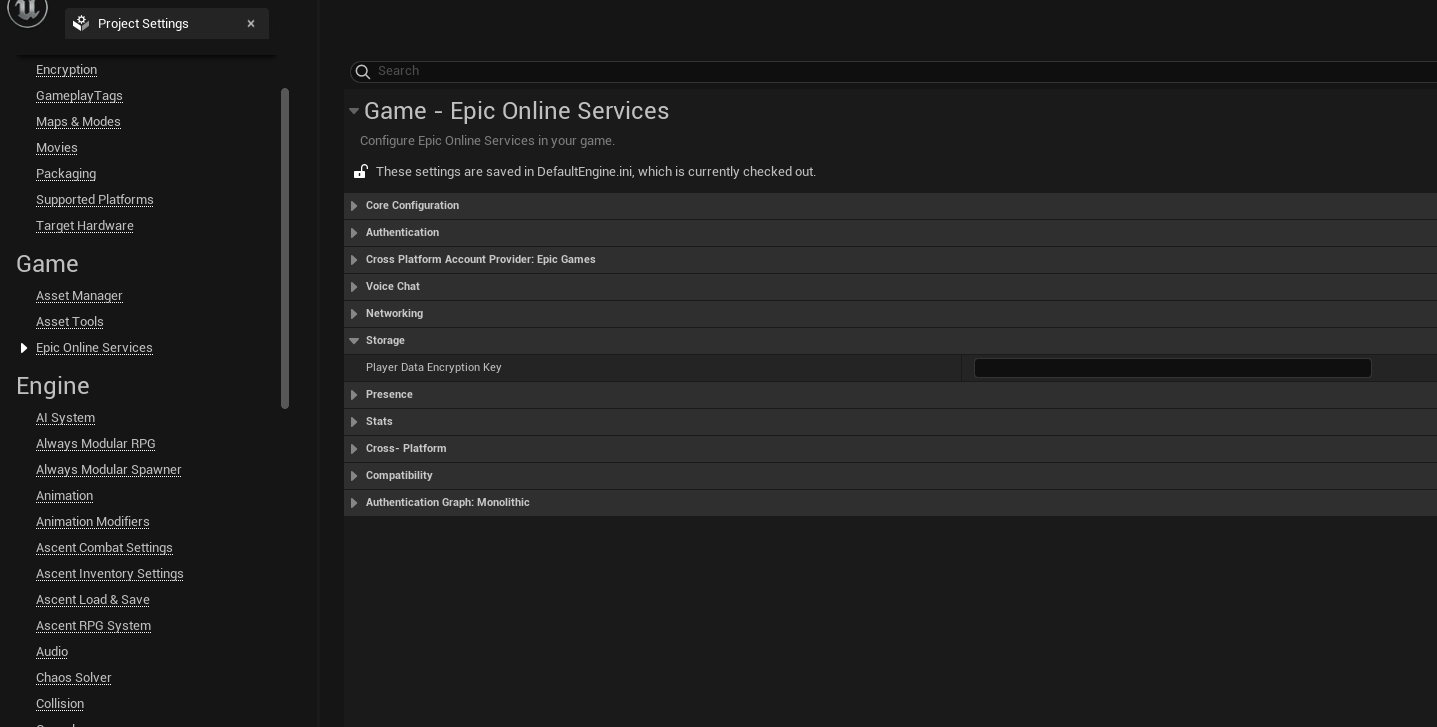 Project Settings
Encryption
GameplayTags
Maps & Modes
Movies
Packaging
Supported Platforms
Target Hardware
Game
Asset Manager
Asset Tools
Epic Online Services
Engine
AI System
Always Modular RPG
Always Modular Spawner
Animation
Animation Modifiers
Ascent Combat Settings
Ascent Inventory Settings
Ascent Load & Save
Ascent RPG System
Audio
Chaos Solver
Collision
Search
Game - Epic Online Services
Configure Epic Online Services in your game.
These settings are saved in DefaultEngine.ini, which is currently checked out.
Core Configuration
Authentication
Cross Platform Account Provider: Epic Games
Voice Chat
Networking
Storage
Player Data Encryption Key
Presence
Stats
Cross- Platform
Compatibility
Authentication Graph: Monolithic